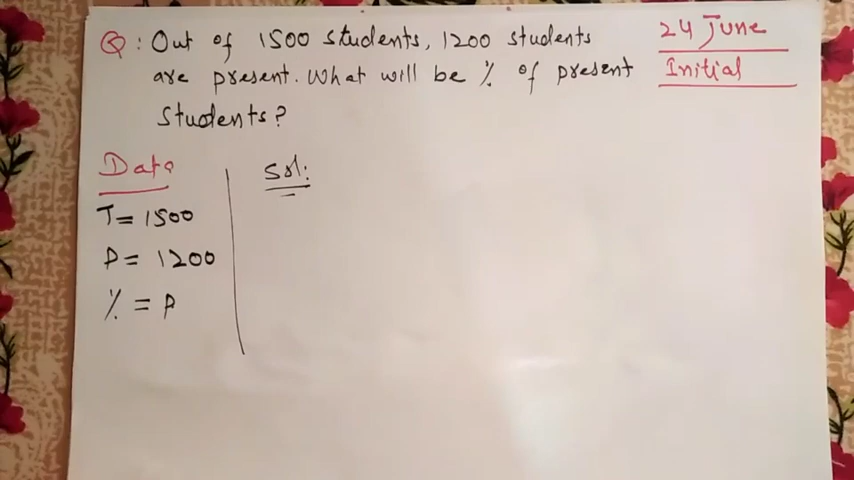 Q: Out of 1500 students, 1200 students
are present. What will be % of present
Students?
24 June
Initial
Data
T= 1500
P= 1200
% = P
Sol: